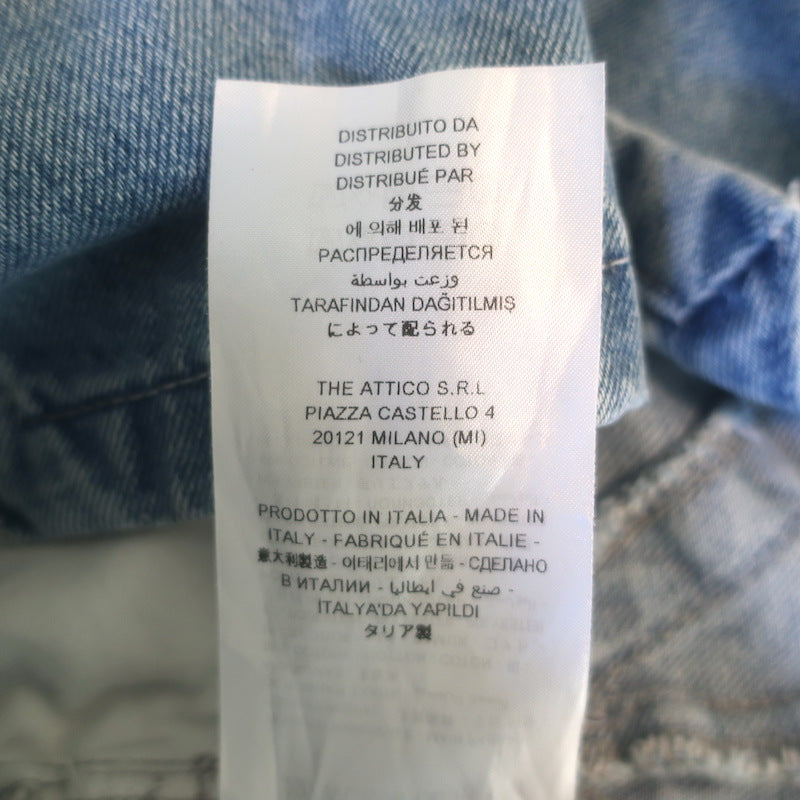 DISTRIBUITO DA
DISTRIBUTED BY
DISTRIBUÉ PAR
分发
에 의해 배포 된
РАСПРЕДЕЛЯЕТСЯ
وزعت بواسطة
TARAFINDAN DAĞITILMIŞ
によって配られる
THE ATTICO S.R.L
PIAZZA CASTELLO 4
20121 MILANO (MI)
ITALY
PRODOTTO IN ITALIA - MADE IN
ITALY - FABRIQUÉ EN ITALIE -
意大利製造 - 이태리에서 만듦 - СДЕЛАНО
В ИТАЛИИ - صنع في ايطاليا -
İTALYA'DA YAPILDI
タリア製